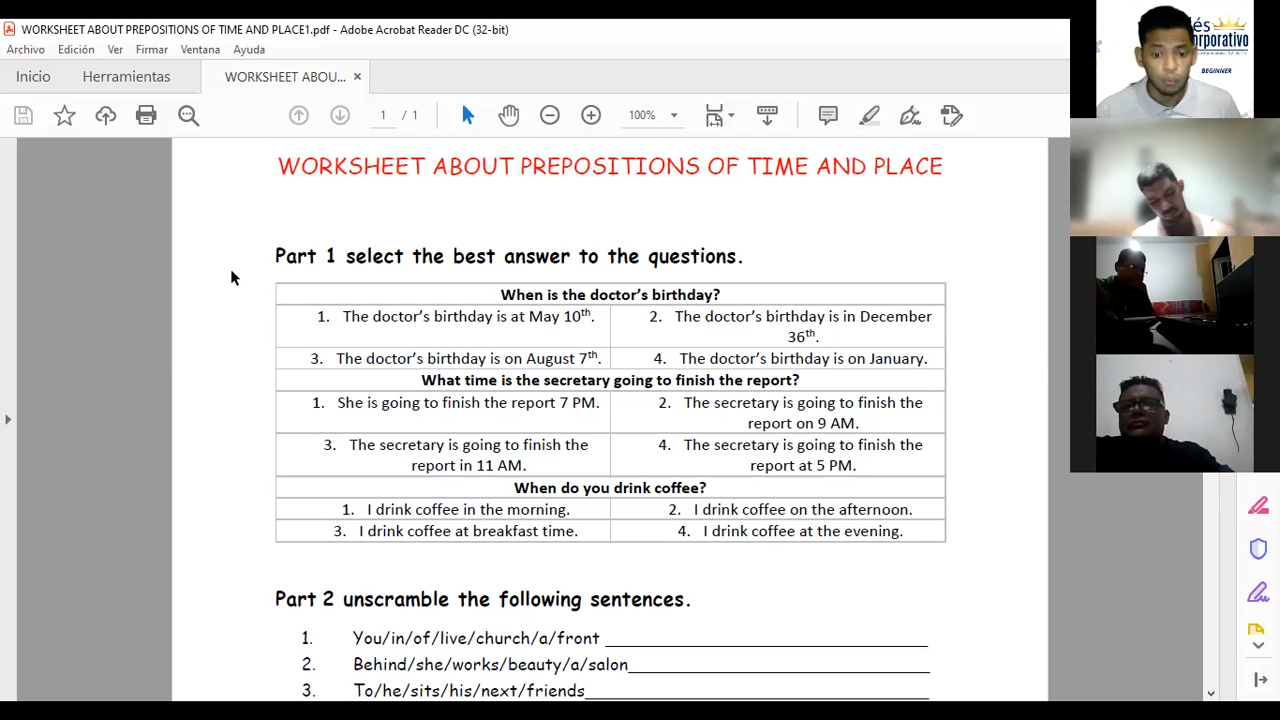 WORKSHEET ABOUT PREPOSITIONS OF TIME AND PLACE1.pdf - Adobe Acrobat Reader DC (32-bit)
Archivo Edición Ver Firmar Ventana Ayuda
Inicio Herramientas WORKSHEET ABOU... ×
1 / 1 100%
WORKSHEET ABOUT PREPOSITIONS OF TIME AND PLACE
Part 1 select the best answer to the questions.
When is the doctor's birthday?
1. The doctor's birthday is at May 10th.
2. The doctor's birthday is in December
36th.
3. The doctor's birthday is on August 7th.
4. The doctor's birthday is on January.
What time is the secretary going to finish the report?
1. She is going to finish the report 7 PM.
2. The secretary is going to finish the
report on 9 AM.
3. The secretary is going to finish the
report in 11 AM.
4. The secretary is going to finish the
report at 5 PM.
When do you drink coffee?
1. I drink coffee in the morning.
2. I drink coffee on the afternoon.
3. I drink coffee at breakfast time.
4. I drink coffee at the evening.
Part 2 unscramble the following sentences.
1. You/in/of/live/church/a/front
2. Behind/she/works/beauty/a/salon
3. To/he/sits/his/next/friends
és
orporativo
BEGINNER